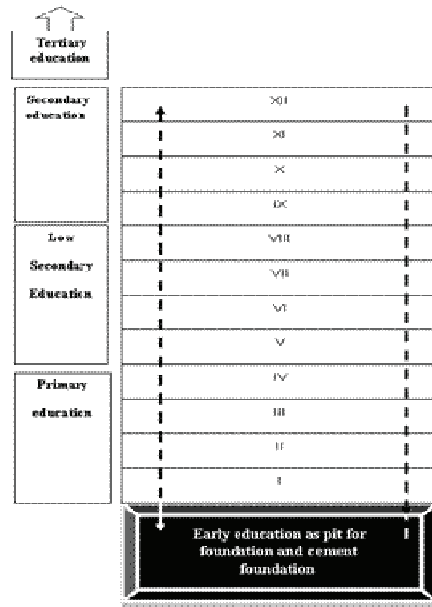 Tertiary
education
Secondary
education
XII
XI
X
IX
Low
Secondary
Education
VIII
VII
VI
V
Primary
education
IV
III
II
I
Early education as pit for
foundation and cement
foundation